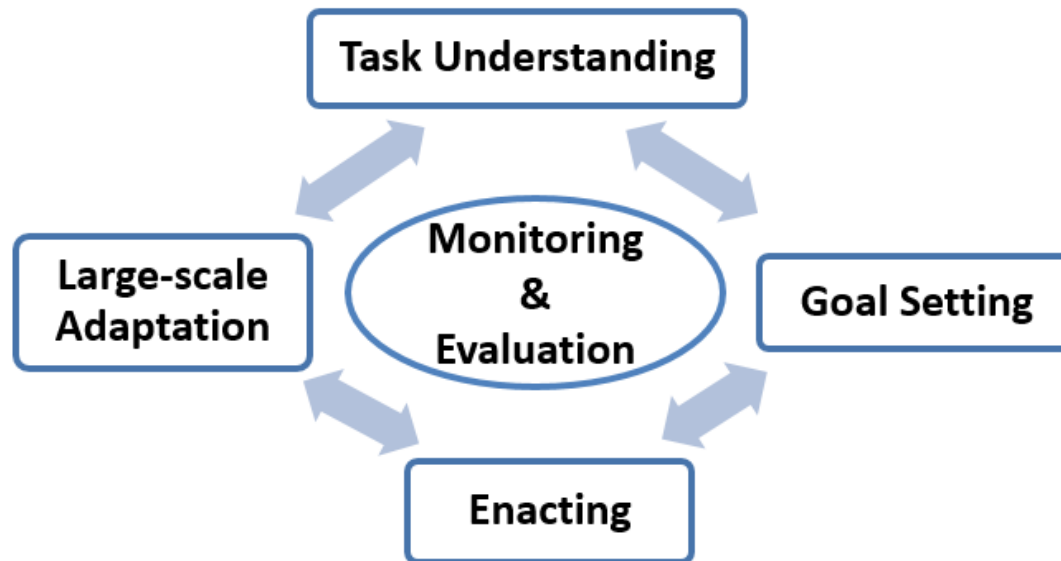 Task Understanding
Monitoring
&
Evaluation
Large-scale
Adaptation
Goal Setting
Enacting